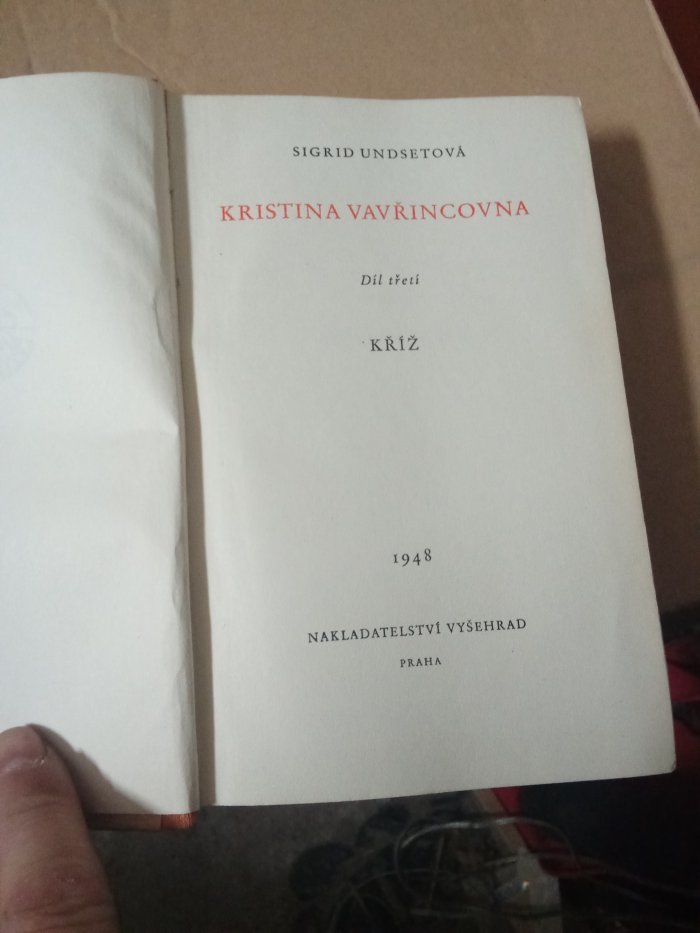 SIGRID UNDSETOVÁ
KRISTINA VAVŘINCOVNA
Díl třetí
KŘÍŽ
1948
NAKLADATELSTVÍ VYŠEHRAD
PRAHA